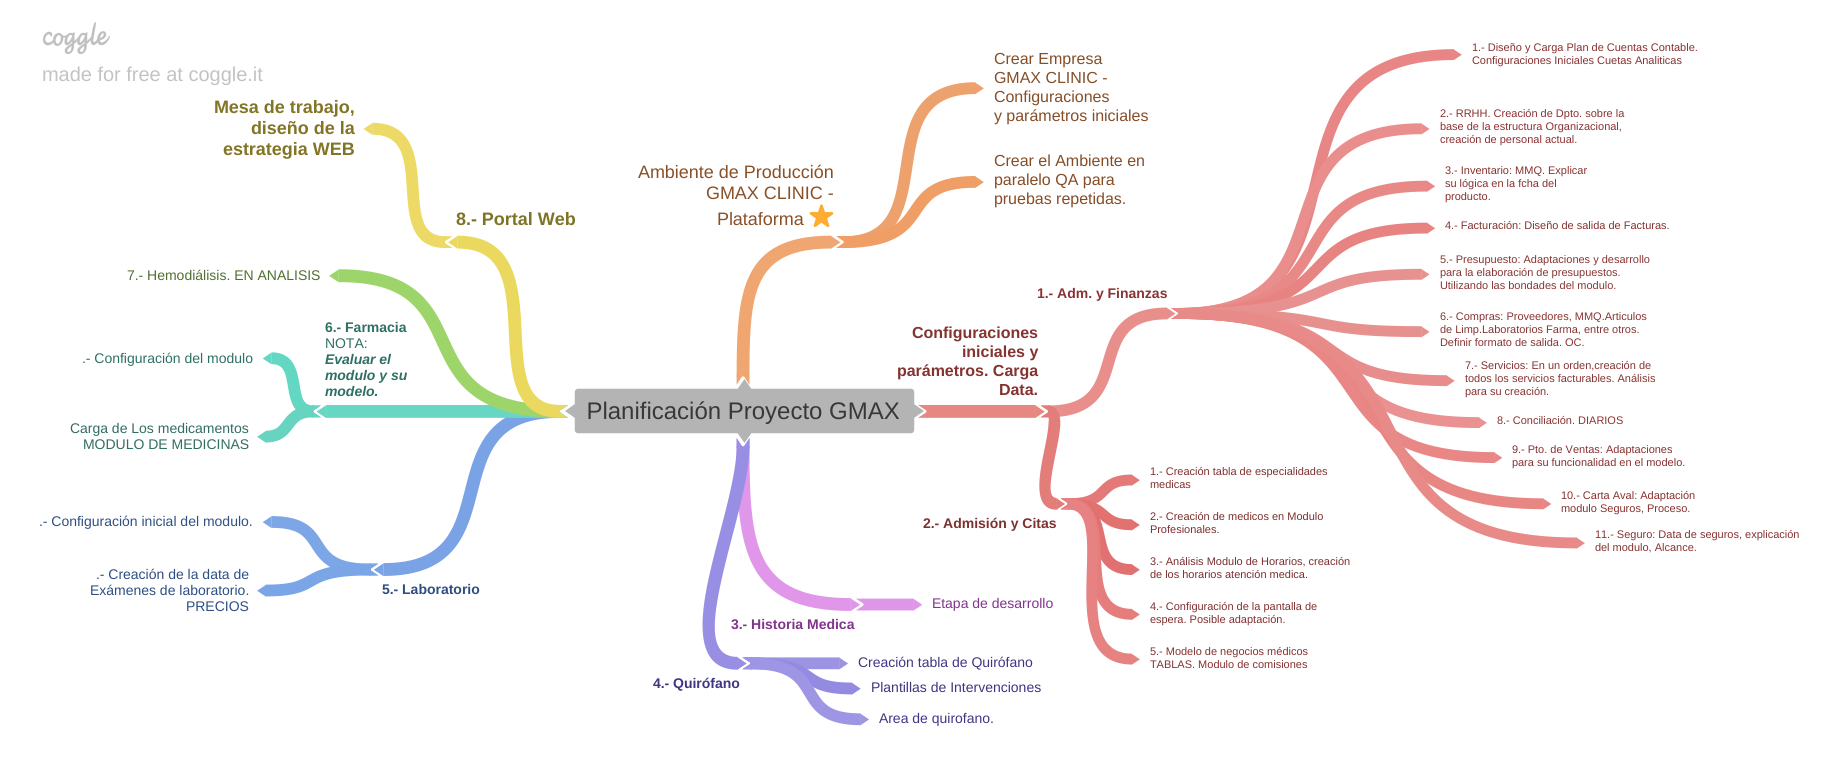 coggle
made for free at coggle.it
Mesa de trabajo,
diseño de la
estrategia WEB
8.- Portal Web
7.- Hemodiálisis. EN ANALISIS
6.- Farmacia
NOTA:
Evaluar el
modulo y su
modelo.
.- Configuración del modulo
Carga de Los medicamentos
MODULO DE MEDICINAS
.- Configuración inicial del modulo.
.- Creación de la data de
Exámenes de laboratorio.
PRECIOS
5.- Laboratorio
Planificación Proyecto GMAX
Ambiente de Producción
GMAX CLINIC -
Plataforma
Crear Empresa
GMAX CLINIC -
Configuraciones
y parámetros iniciales
Crear el Ambiente en
paralelo QA para
pruebas repetidas.
Configuraciones
iniciales y
parámetros. Carga
Data.
1.- Adm. y Finanzas
1.- Diseño y Carga Plan de Cuentas Contable.
Configuraciones Iniciales Cuetas Analiticas
2.- RRHH. Creación de Dpto. sobre la
base de la estructura Organizacional,
creación de personal actual.
3.- Inventario: MMQ. Explicar
su lógica en la fcha del
producto.
4.- Facturación: Diseño de salida de Facturas.
5.- Presupuesto: Adaptaciones y desarrollo
para la elaboración de presupuestos.
Utilizando las bondades del modulo.
6.- Compras: Proveedores, MMQ.Articulos
de Limp.Laboratorios Farma, entre otros.
Definir formato de salida. OC.
7.- Servicios: En un orden,creación de
todos los servicios facturables. Análisis
para su creación.
8.- Conciliación. DIARIOS
9.- Pto. de Ventas: Adaptaciones
para su funcionalidad en el modelo.
10.- Carta Aval: Adaptación
modulo Seguros, Proceso.
11.- Seguro: Data de seguros, explicación
del modulo, Alcance.
2.- Admisión y Citas
1.- Creación tabla de especialidades
medicas
2.- Creación de medicos en Modulo
Profesionales.
3.- Análisis Modulo de Horarios, creación
de los horarios atención medica.
4.- Configuración de la pantalla de
espera. Posible adaptación.
5.- Modelo de negocios médicos
TABLAS. Modulo de comisiones
3.- Historia Medica
Etapa de desarrollo
4.- Quirófano
Creación tabla de Quirófano
Plantillas de Intervenciones
Area de quirofano.